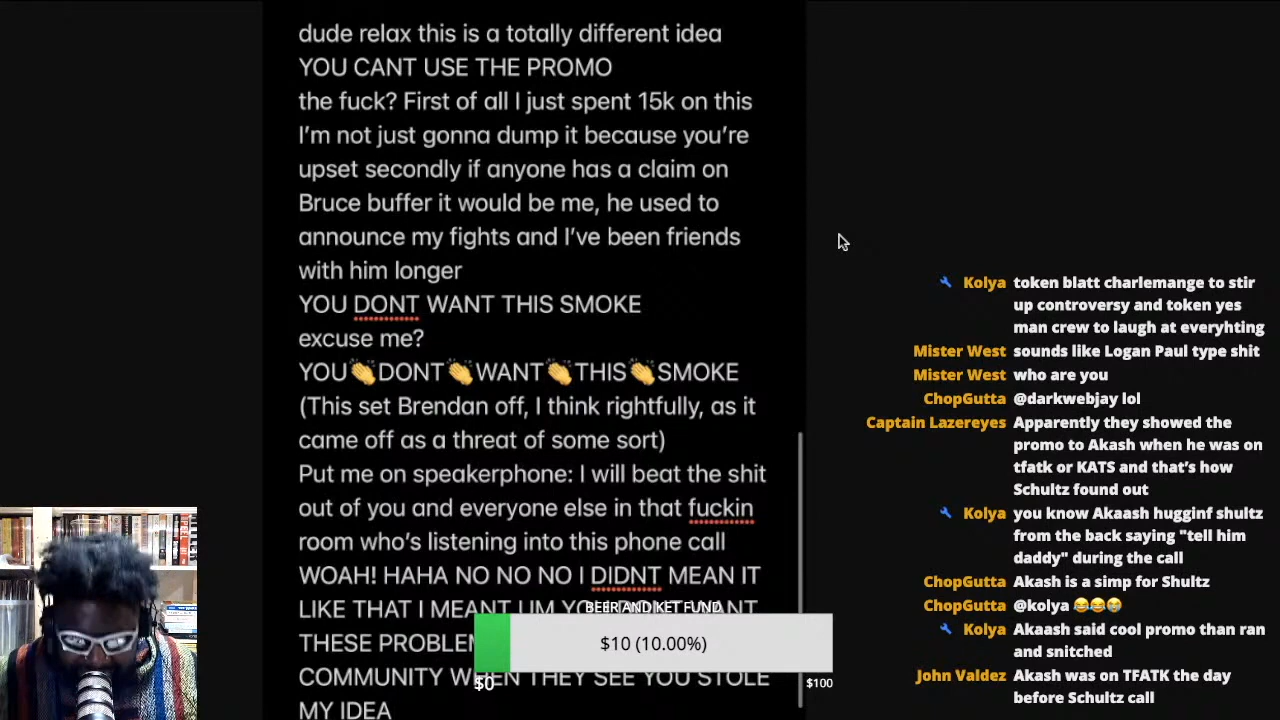 dude relax this is a totally different idea
YOU CANT USE THE PROMO
the fuck? First of all I just spent 15k on this
I'm not just gonna dump it because you're
upset secondly if anyone has a claim on
Bruce buffer it would be me, he used to
announce my fights and I've been friends
with him longer
YOU DONT WANT THIS SMOKE
excuse me?
YOU👏DONT👏WANT👏THIS👏SMOKE
(This set Brendan off, I think rightfully, as it
came off as a threat of some sort)
Put me on speakerphone: I will beat the shit
out of you and everyone else in that fuckin
room who's listening into this phone call
WOAH! HAHA NO NO NO I DIDNT MEAN IT
LIKE THAT I MEANT UM
THESE
COMMUNITY WHEN THEY SEE YOU STOLE
MY IDEA
BEER AND KET FUND
$10 (10.00%)
$0
$100
Kolya token blatt charlemange to stir
up controversy and token yes
man crew to laugh at everyhting
Mister West sounds like Logan Paul type shit
Mister West who are you
ChopGutta @darkwebjay lol
Captain Lazereyes Apparently they showed the
promo to Akash when he was on
tfatk or KATS and that's how
Schultz found out
Kolya you know Akaash hugginf shultz
from the back saying "tell him
daddy" during the call
ChopGutta Akash is a simp for Shultz
ChopGutta @kolya 😂😂😭
Kolya Akaash said cool promo than ran
and snitched
John Valdez Akash was on TFATK the day
before Schultz call